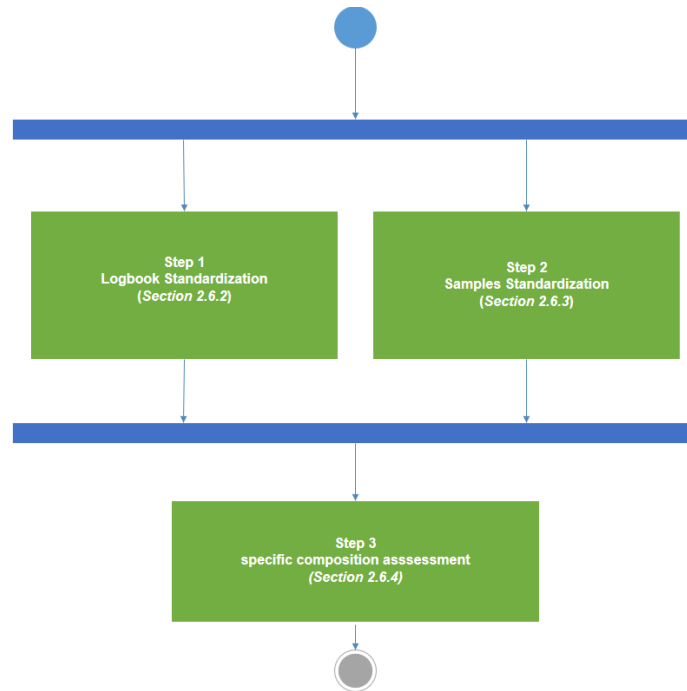 Step 1
Logbook Standardization
(Section 2.6.2)
Step 2
Samples Standardization
(Section 2.6.3)
Step 3
specific composition asssessment
(Section 2.6.4)